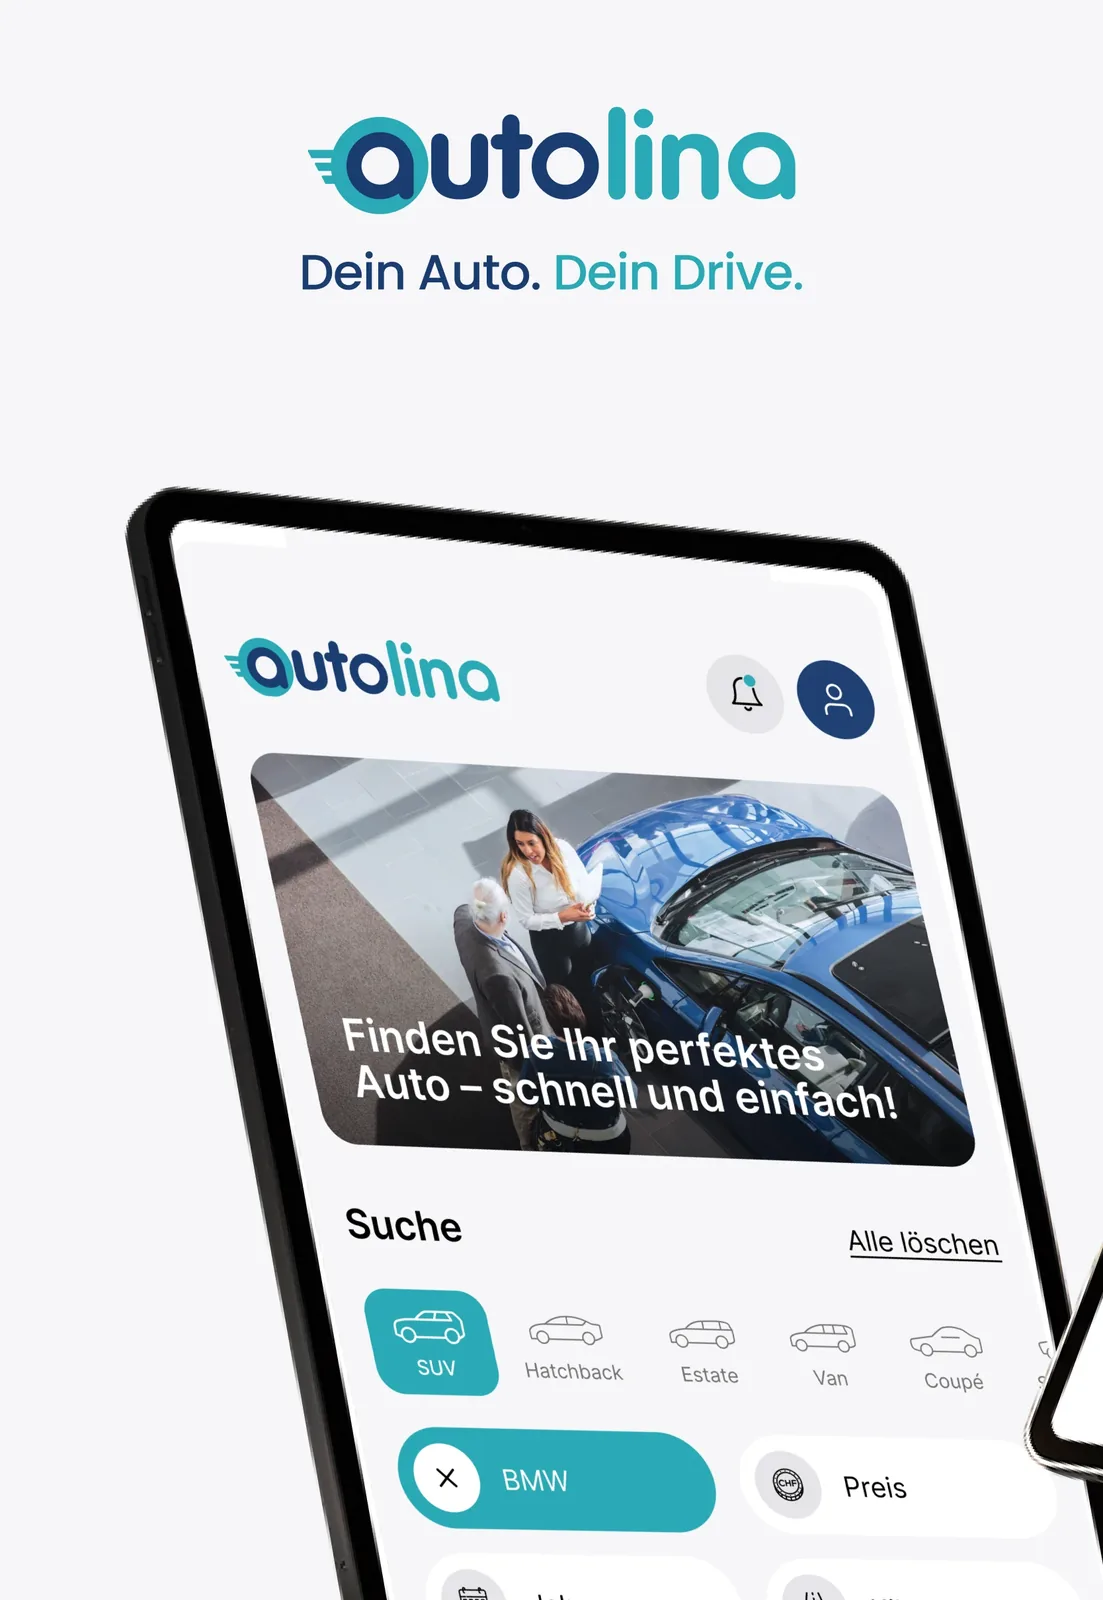 autolina
Dein Auto. Dein Drive.
autolina
Finden Sie Ihr perfektes
Auto – schnell und einfach!
Suche
Alle löschen
SUV
Hatchback
Estate
Van
Coupé
BMW
CHF
Preis